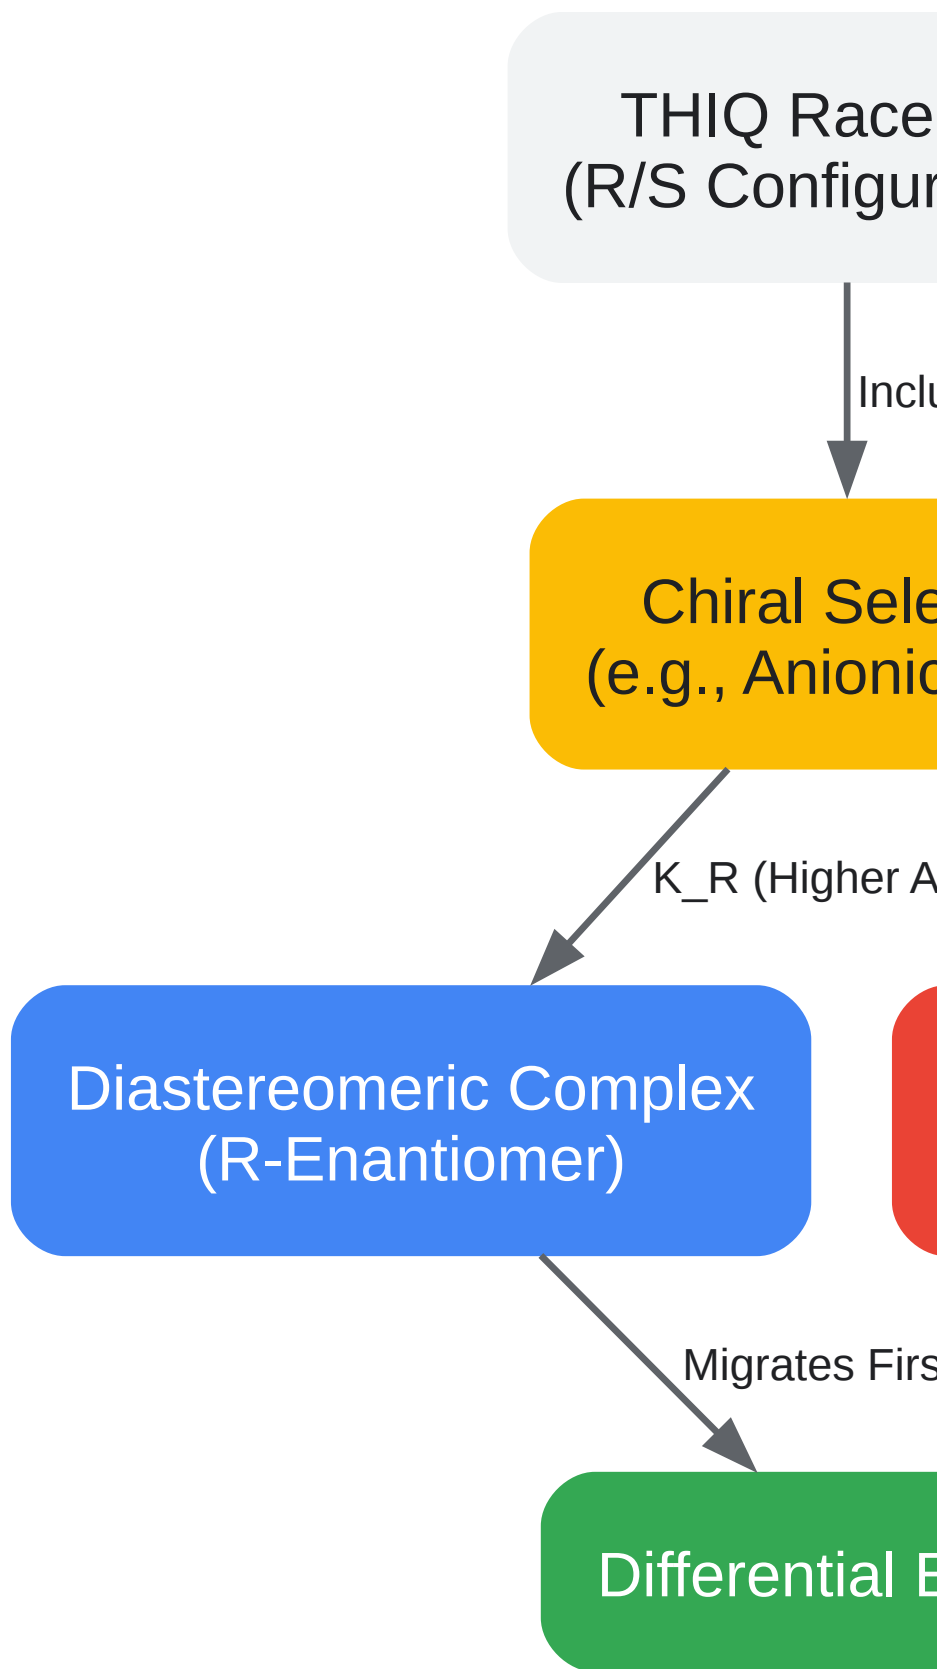 THIQ Race
(R/S Configur
Inclu
Chiral Sele
(e.g., Anionic
K_R (Higher A
Diastereomeric Complex
(R-Enantiomer)
Migrates Firs
Differential E